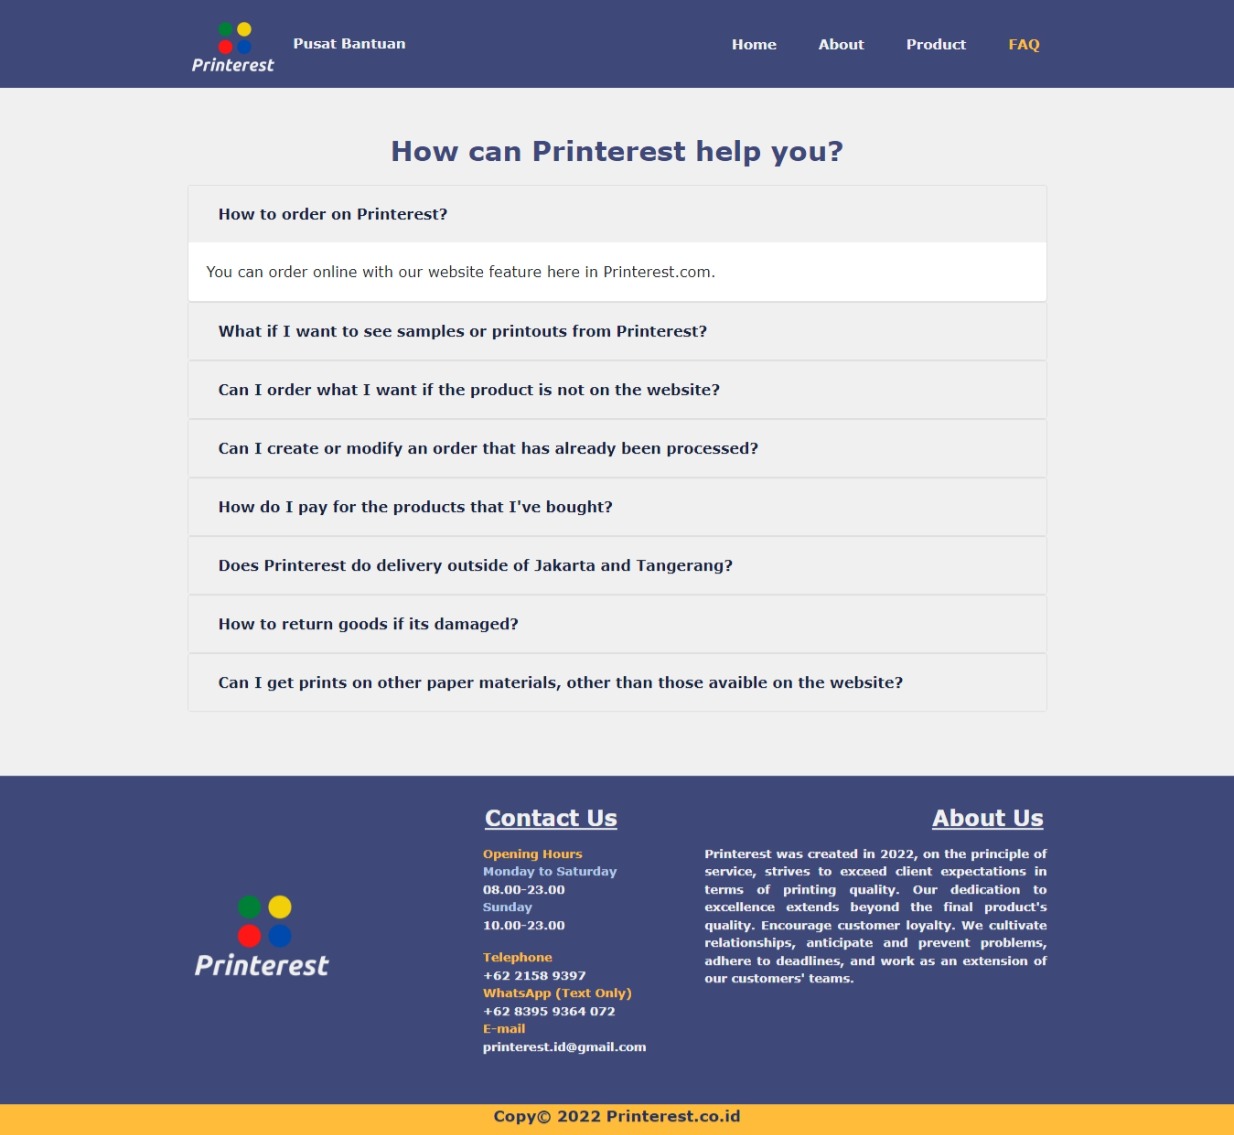 Printerest
Pusat Bantuan
Home
About
Product
FAQ
How can Printerest help you?
How to order on Printerest?
You can order online with our website feature here in Printerest.com.
What if I want to see samples or printouts from Printerest?
Can I order what I want if the product is not on the website?
Can I create or modify an order that has already been processed?
How do I pay for the products that I've bought?
Does Printerest do delivery outside of Jakarta and Tangerang?
How to return goods if its damaged?
Can I get prints on other paper materials, other than those avaible on the website?
Printerest
Contact Us
Opening Hours
Monday to Saturday
08.00-23.00
Sunday
10.00-23.00
Telephone
+62 2158 9397
WhatsApp (Text Only)
+62 8395 9364 072
E-mail
printerest.id@gmail.com
About Us
Printerest was created in 2022, on the principle of
service, strives to exceed client expectations in
terms of printing quality. Our dedication to
excellence extends beyond the final product's
quality. Encourage customer loyalty. We cultivate
relationships, anticipate and prevent problems,
adhere to deadlines, and work as an extension of
our customers' teams.
Copy© 2022 Printerest.co.id